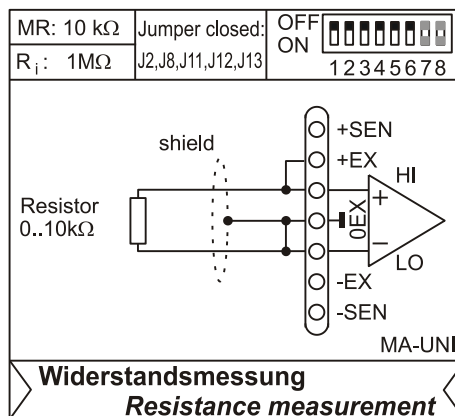 MR: 10 kΩ
Jumper closed:
OFF
ON
Ri: 1MΩ
J2,J8,J11,J12,J13
12345678
+SEN
shield
+EX
HI
+
Resistor
0..10kΩ
0EX
−
LO
-EX
-SEN
MA-UNI
Widerstandsmessung
Resistance measurement